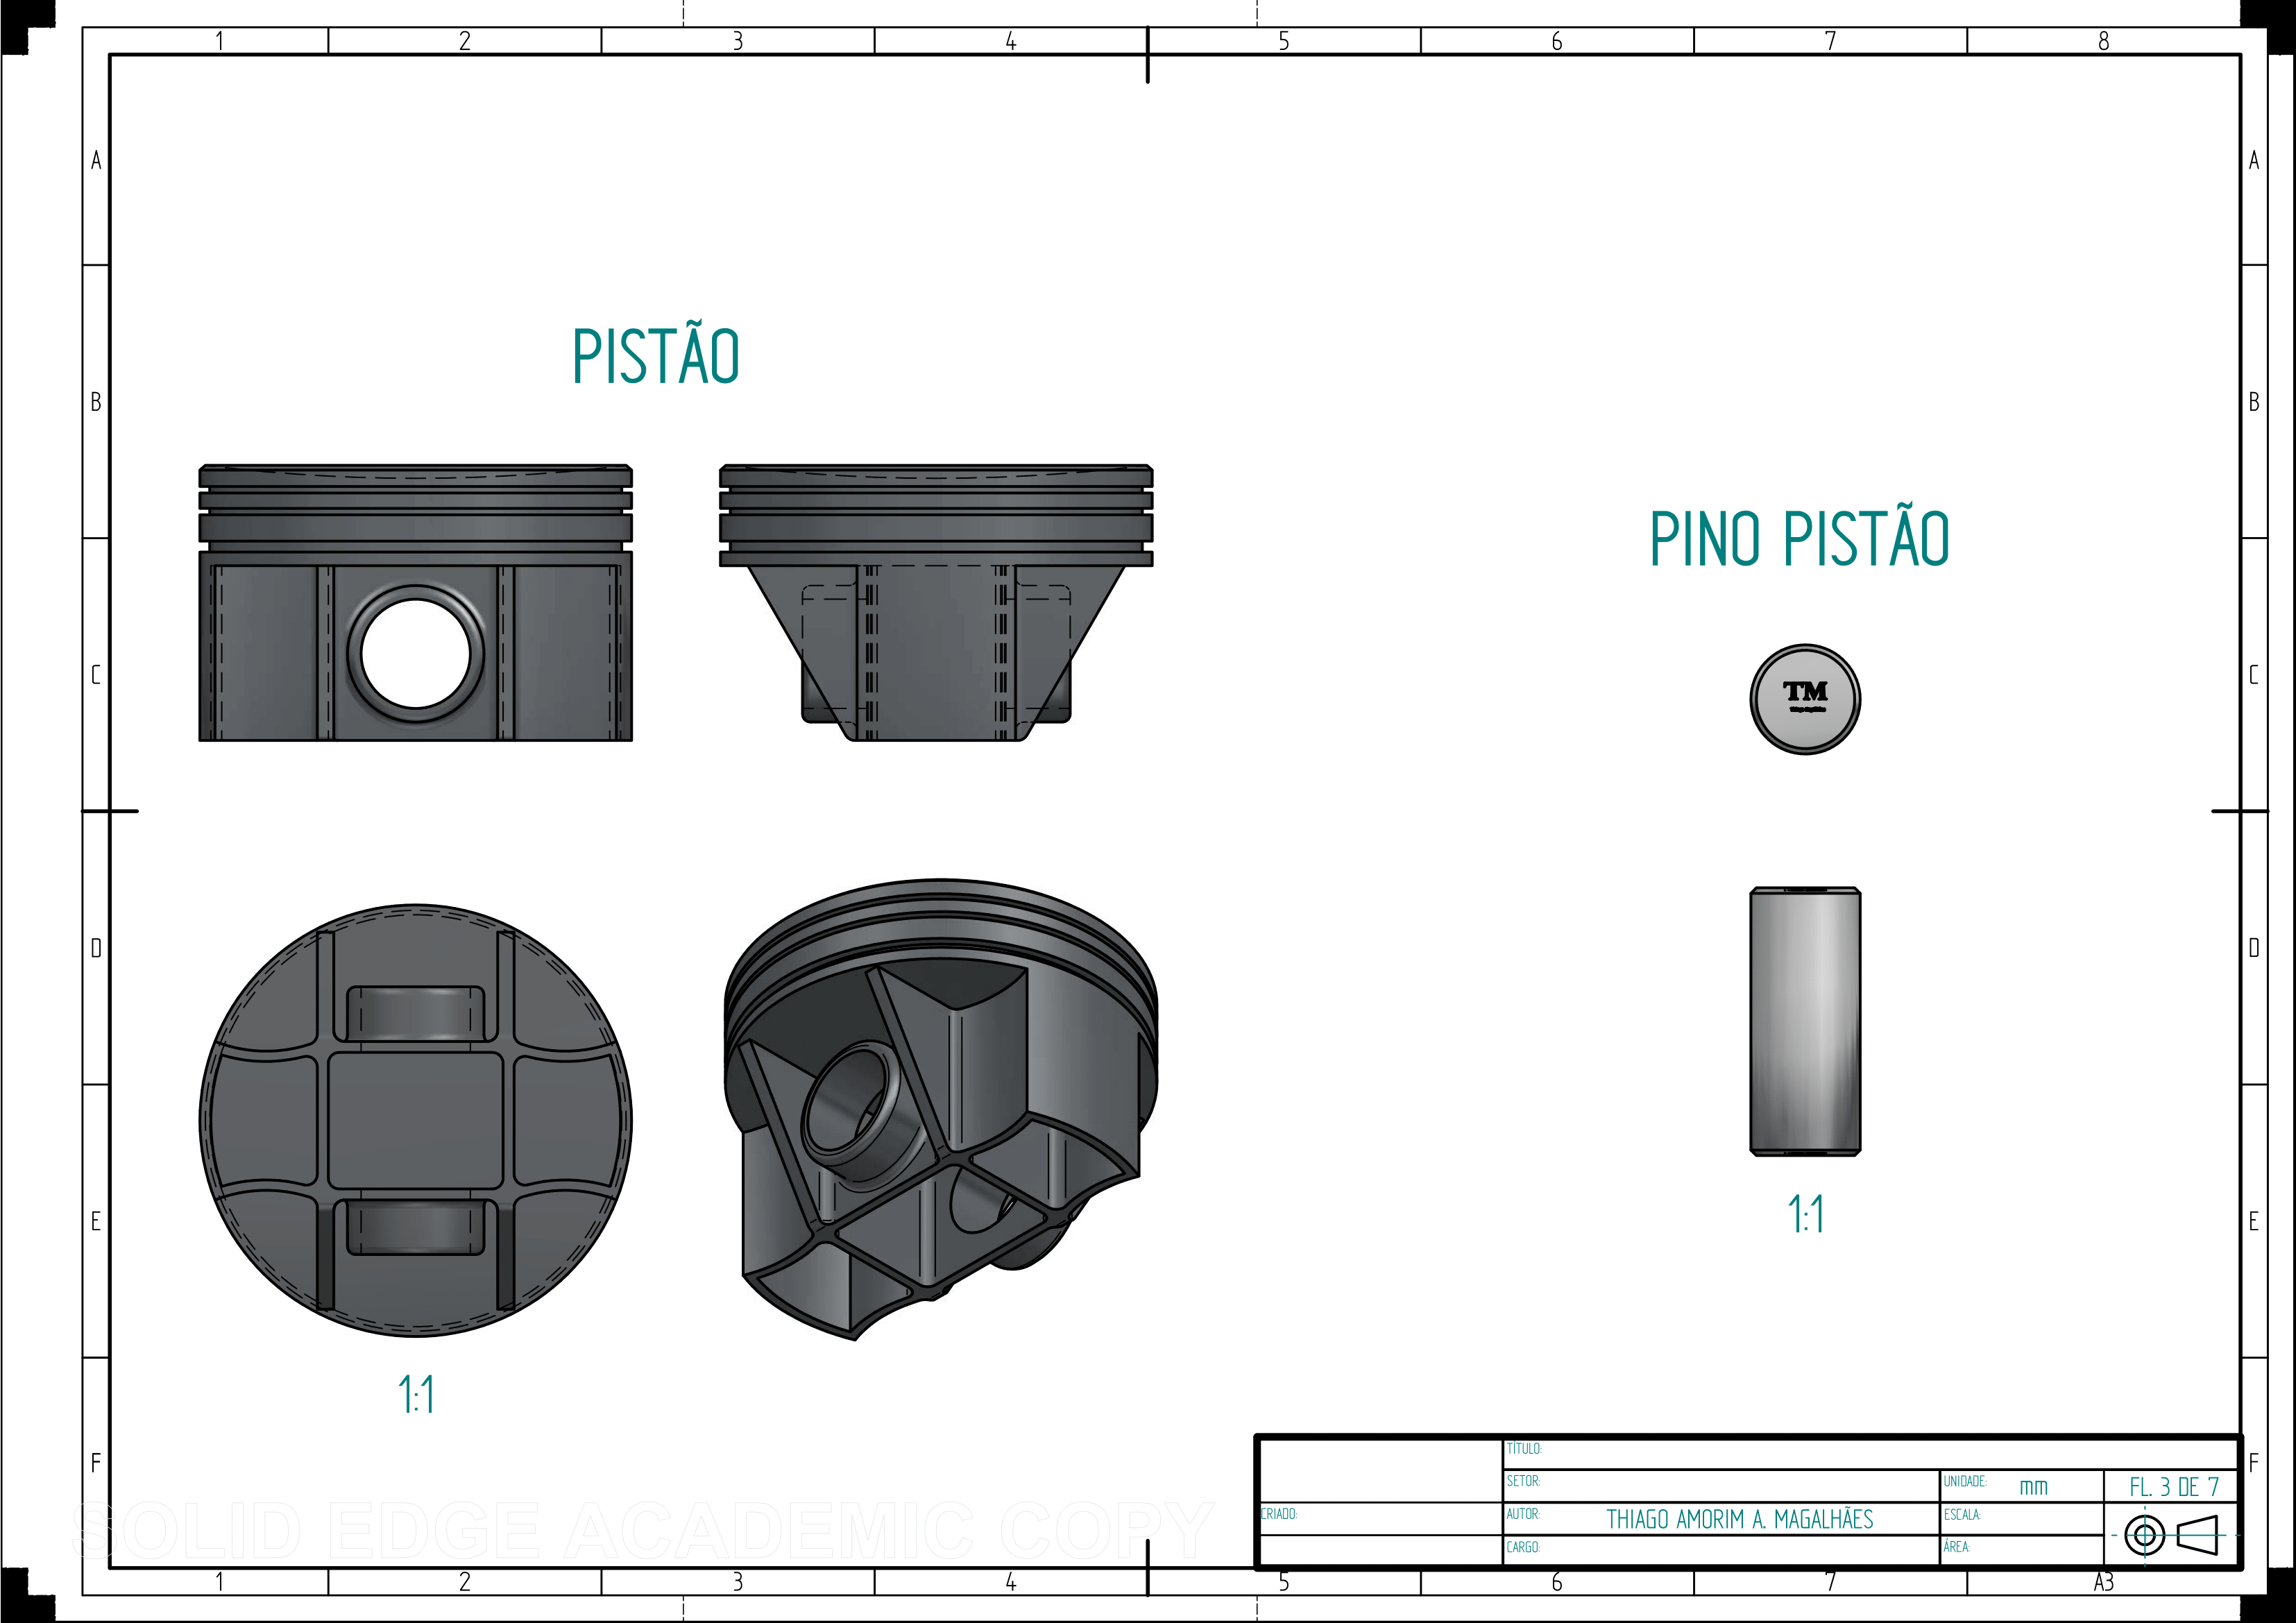 1 2 3 4 5 6 7 8
A A
B B
PISTÃO
PINO PISTÃO
C C
TM
D D
E E
1:1
1:1
F F
TÍTULO:
SETOR:
UNIDADE: mm
FL. 3 DE 7
CRIADO:
AUTOR: THIAGO AMORIM A. MAGALHÃES
ESCALA:
CARGO:
ÁREA:
SOLID EDGE ACADEMIC COPY
1 2 3 4 5 6 7 A3